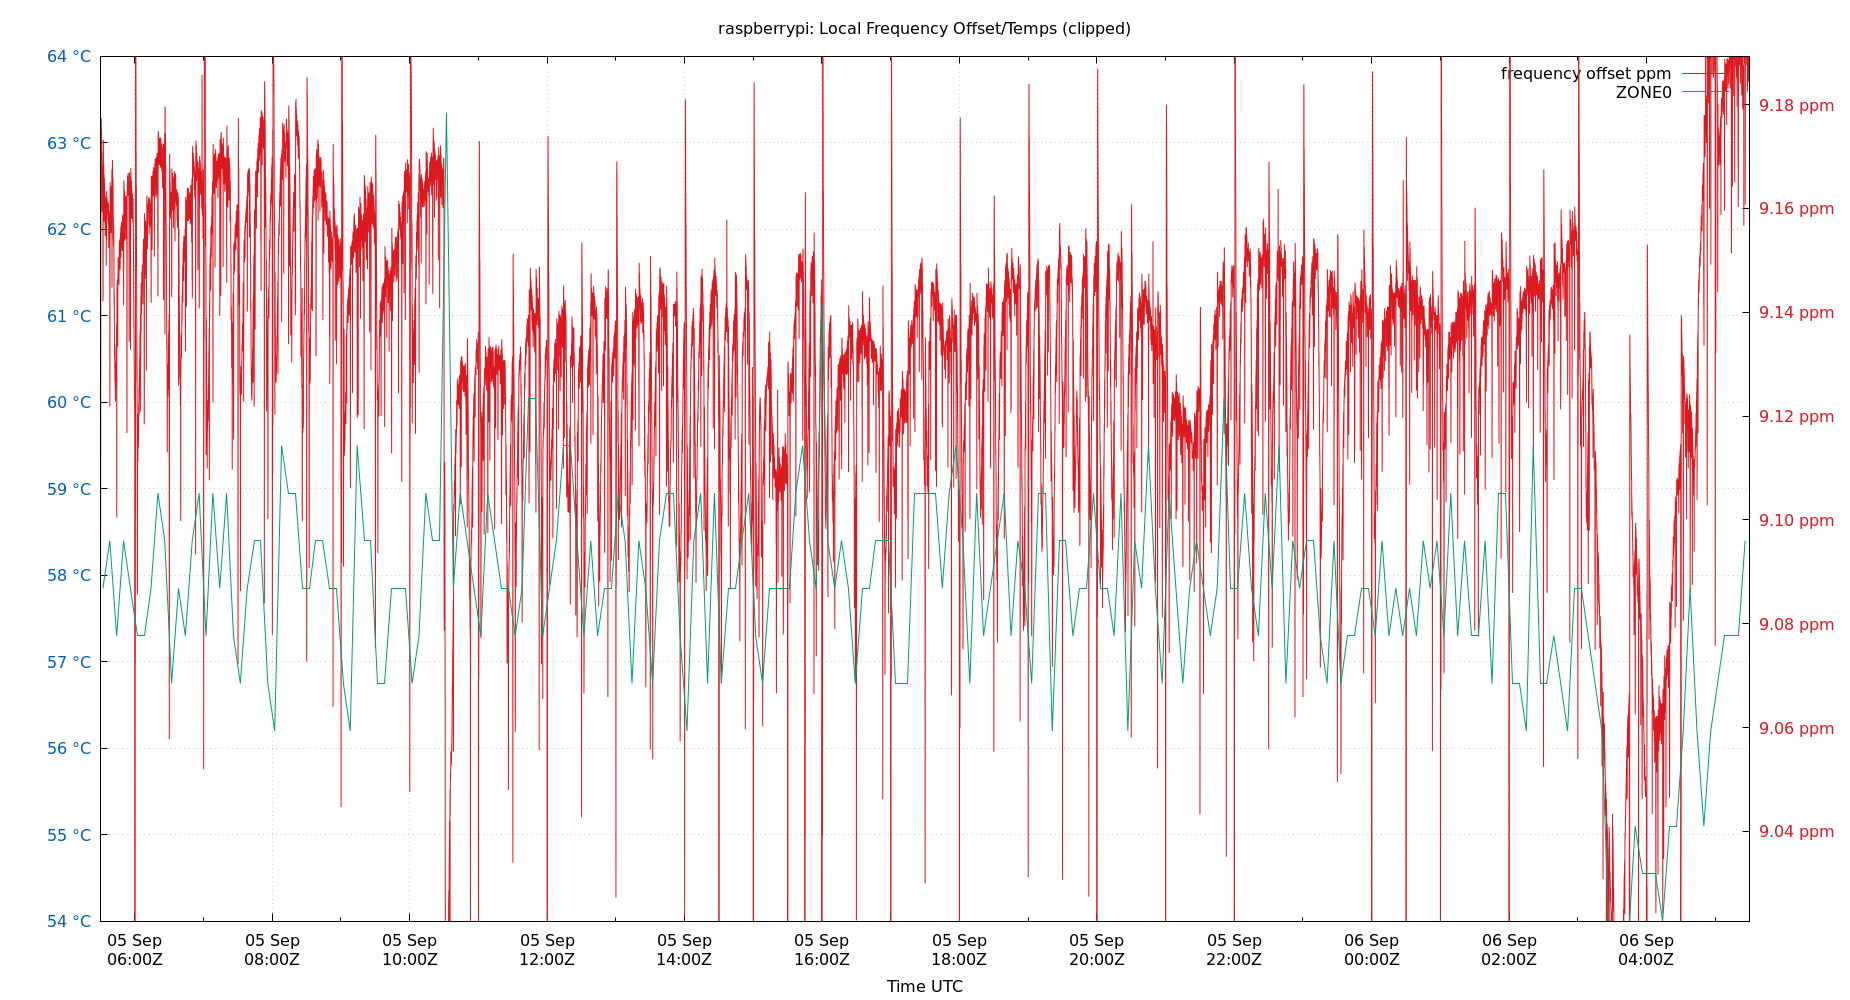 raspberrypi: Local Frequency Offset/Temps (clipped)
frequency offset ppm
ZONE0
64 °C
63 °C
62 °C
61 °C
60 °C
59 °C
58 °C
57 °C
56 °C
55 °C
54 °C
9.18 ppm
9.16 ppm
9.14 ppm
9.12 ppm
9.10 ppm
9.08 ppm
9.06 ppm
9.04 ppm
05 Sep 05 Sep 05 Sep 05 Sep 05 Sep 05 Sep 05 Sep 05 Sep 05 Sep 06 Sep 06 Sep 06 Sep
06:00Z 08:00Z 10:00Z 12:00Z 14:00Z 16:00Z 18:00Z 20:00Z 22:00Z 00:00Z 02:00Z 04:00Z
Time UTC